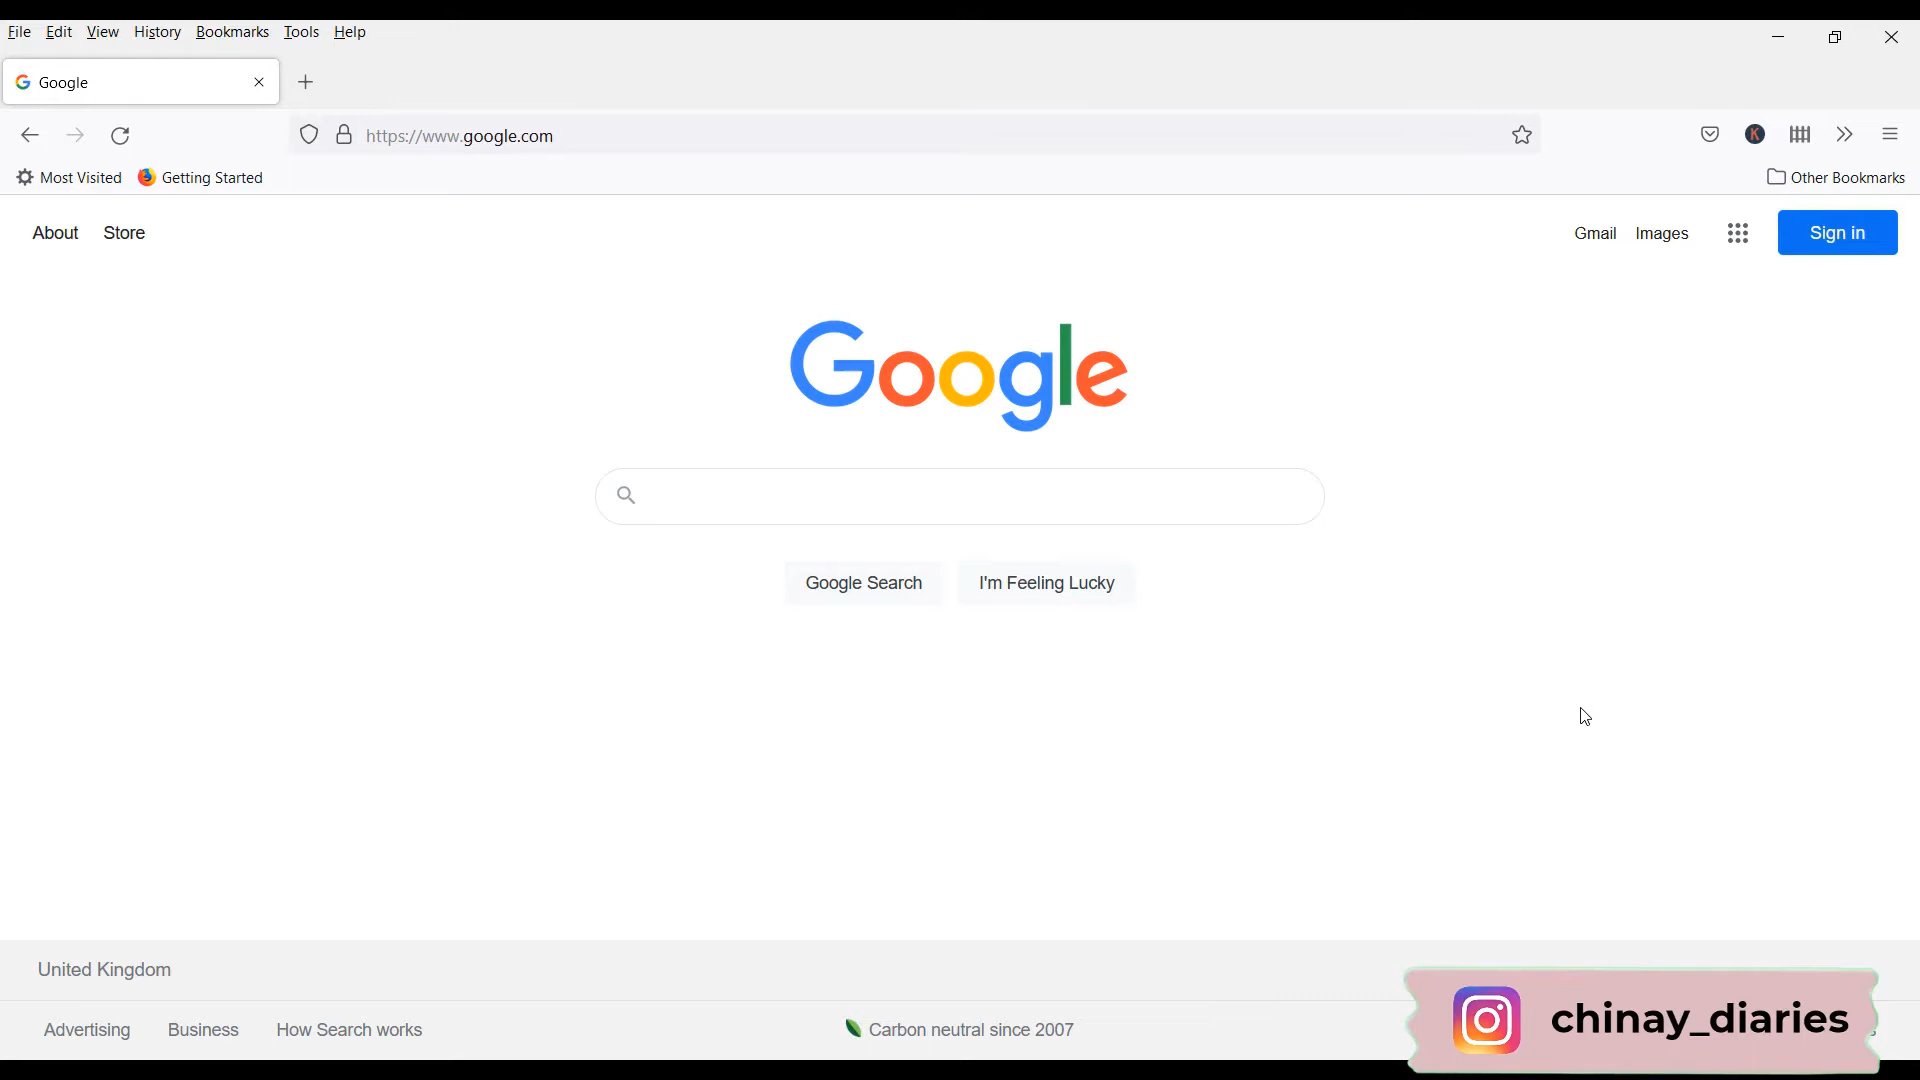 File Edit View History Bookmarks Tools Help
Google
https://www.google.com
K
Most Visited Getting Started Other Bookmarks
About Store Gmail Images Sign in
Google
Google Search I'm Feeling Lucky
United Kingdom
Advertising Business How Search works Carbon neutral since 2007
chinay_diaries